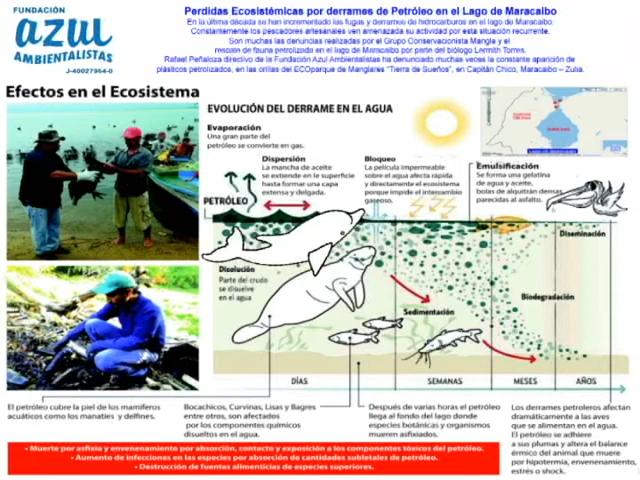 FUNDACIÓN
azul
AMBIENTALISTAS
J-40027964-0
Perdidas Ecosistémicas por derrames de Petróleo en el Lago de Maracaibo
En la última década se han incrementado las fugas y derrames de hidrocarburos en el lago de Maracaibo.
Constantemente los pescadores artesanales ven amenazada su actividad por esta situación recurrente.
Son muchas las denuncias realizadas por el Grupo Conservacionista Mangle y el
rescate de fauna petrolizada en el lago de Maracaibo por parte del biólogo Lermith Torres.
Rafael Peñaloza directivo de la Fundación Azul Ambientalistas ha denunciado muchas veces la constante aparición de
plásticos petrolizados, en las orillas del ECOparque de Manglares "Tierra de Sueños", en Capitán Chico, Maracaibo – Zulia.
Efectos en el Ecosistema
EVOLUCIÓN DEL DERRAME EN EL AGUA
Evaporación
Una gran parte del
petróleo se convierte en gas.
Dispersión
La mancha de aceite
se extiende en le superficie
hasta formar una capa
extensa y delgada.
Bloqueo
La película impermeable
sobre el agua afecta rápida
y directamente el ecosistema
porque impide el intercambio
gaseoso.
Emulsificación
Se forma una gelatina
de agua y aceite,
bolas de alquitrán densas
parecidas al asfalto.
PETRÓLEO
Diseminación
Disolución
Parte del crudo
se disuelve
en el agua
Biodegradación
Sedimentación
DÍAS
SEMANAS
MESES
AÑOS
El petróleo cubre la piel de los mamíferos
acuáticos como los manaties y delfines.
Bocachicos, Curvinas, Lisas y Bagres
entre otros, son afectados
por los componentes químicos
disueltos en el agua.
Después de varias horas el petróleo
llega al fondo del lago donde
especies botánicas y organismos
mueren asfixiados.
Los derrames petroleros afectan
dramáticamente a las aves
que se alimentan en el agua.
El petróleo se adhiere
a sus plumas y altera el balance
érmico del animal que muere
por hipotermia, envenenamiento,
estrés o shock.
• Muerte por asfixia y envenenamiento por absorción, contacto y exposición a los componentes tóxicos del petróleo.
• Aumento de infecciones en las especies por absorción de cantidades subletales de petróleo.
• Destrucción de fuentes alimenticias de especies superiores.